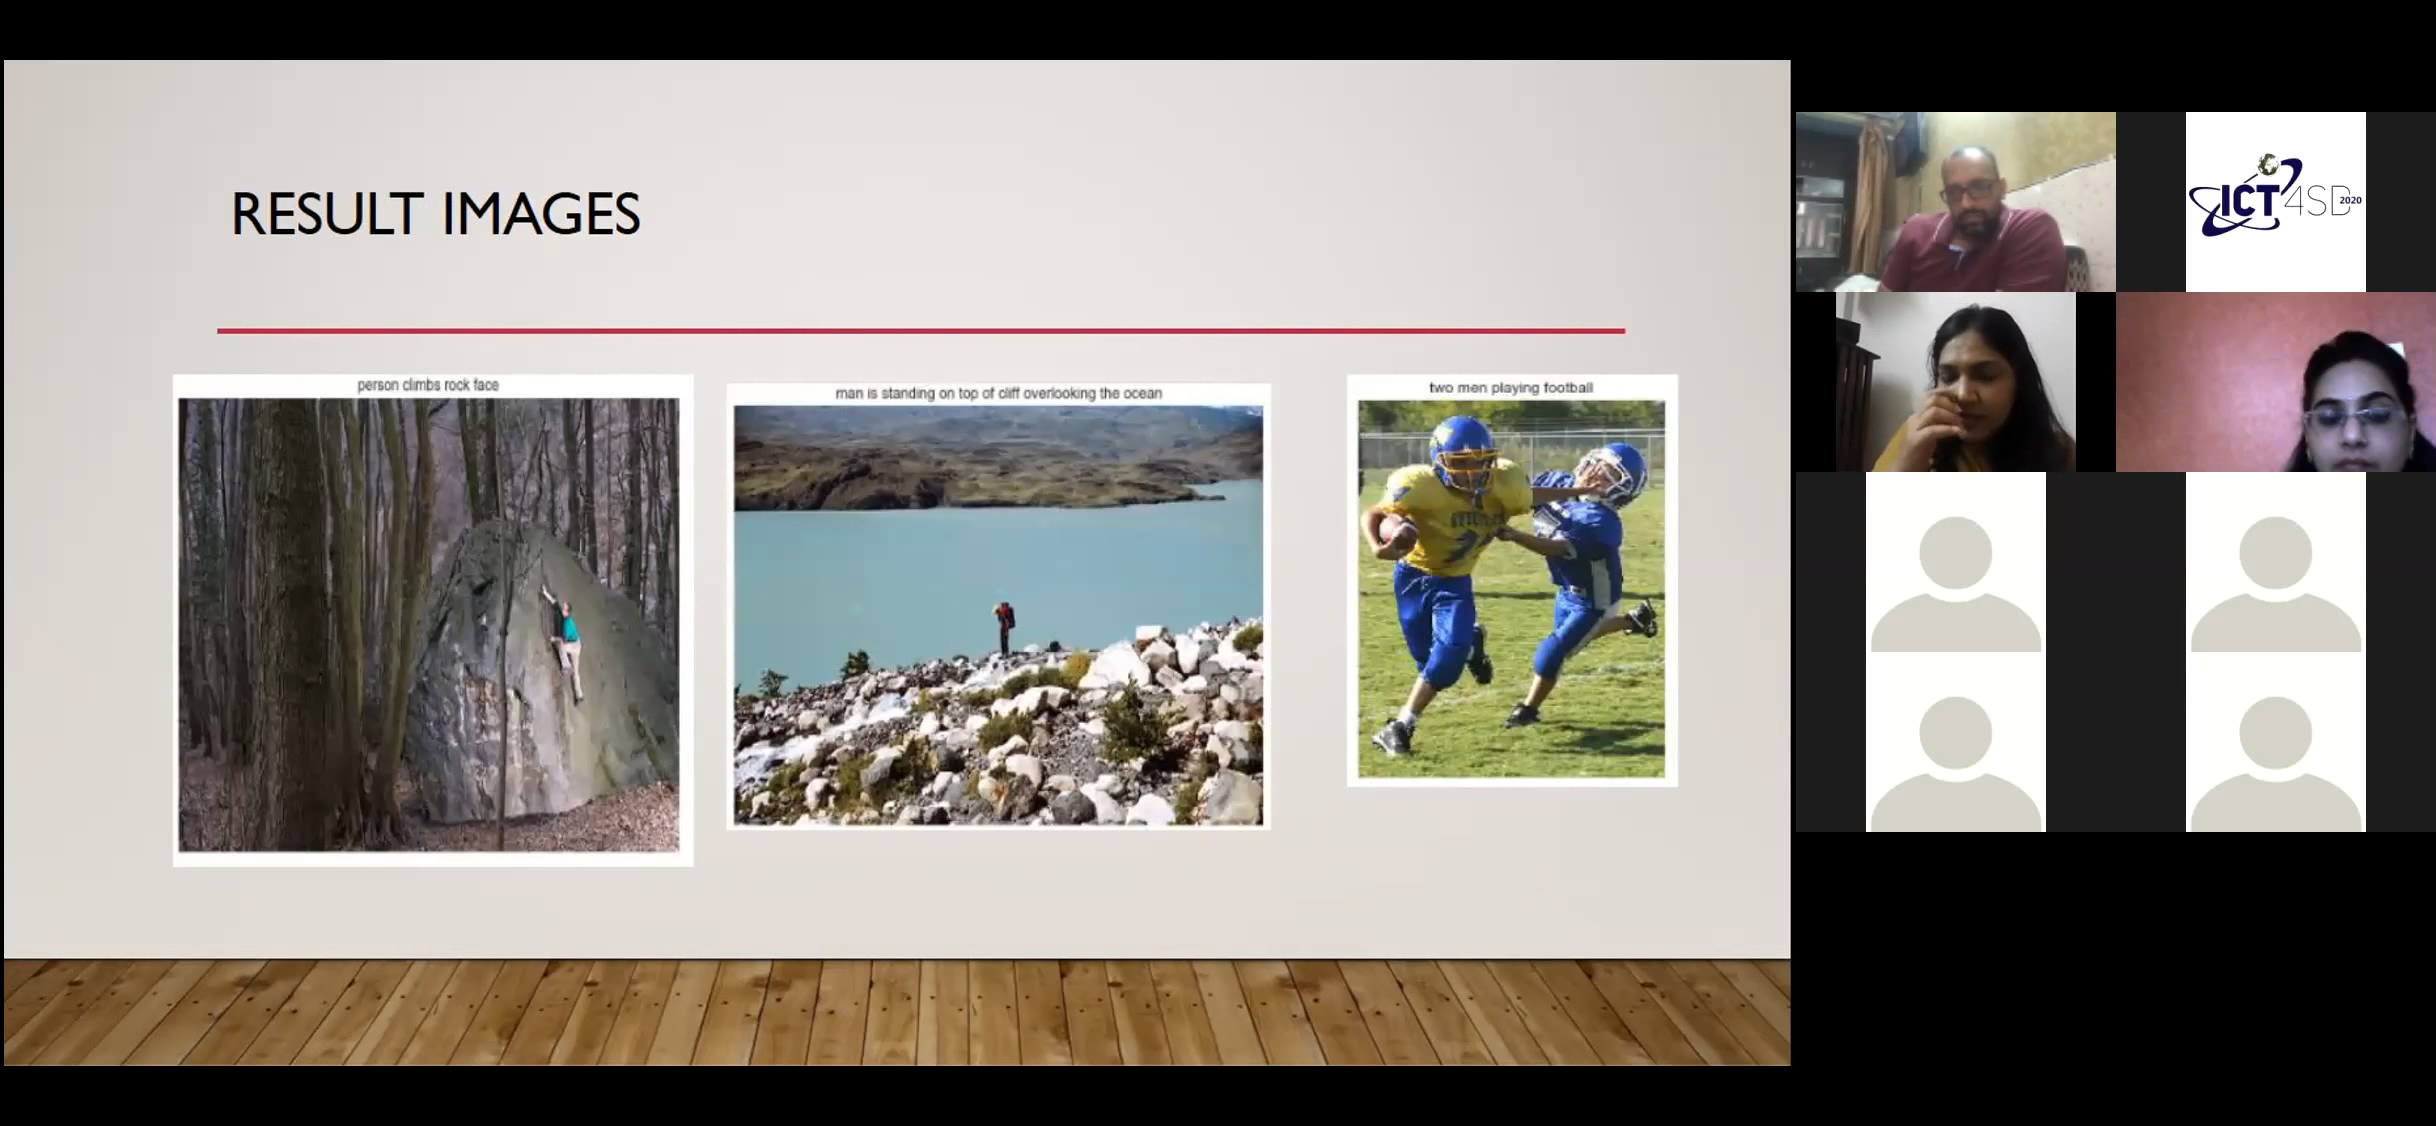 RESULT IMAGES
person climbs rock face
man is standing on top of cliff overlooking the ocean
two men playing football
ICT4SD 2020